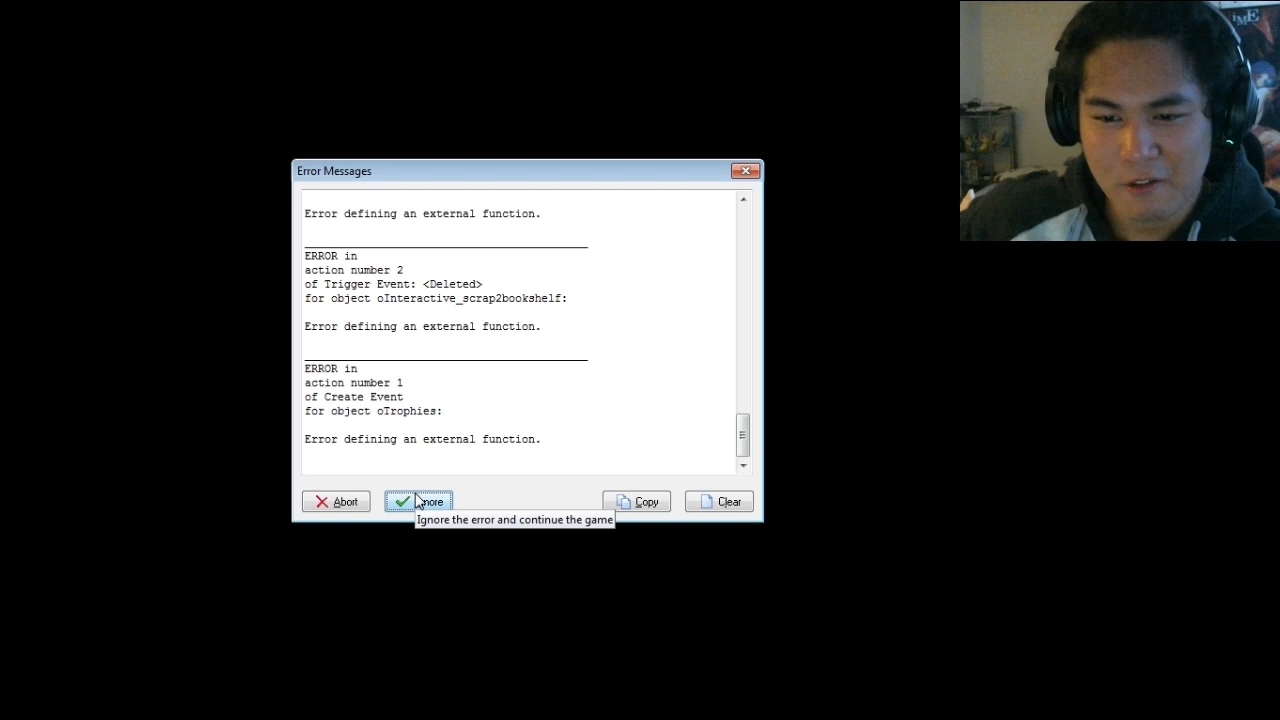 iME
Error Messages
Error defining an external function.
ERROR in
action number 2
of Trigger Event: <Deleted>
for object oInteractive_scrap2bookshelf:
Error defining an external function.
ERROR in
action number 1
of Create Event
for object oTrophies:
Error defining an external function.
Abort
Copy
Clear
Ignore the error and continue the game